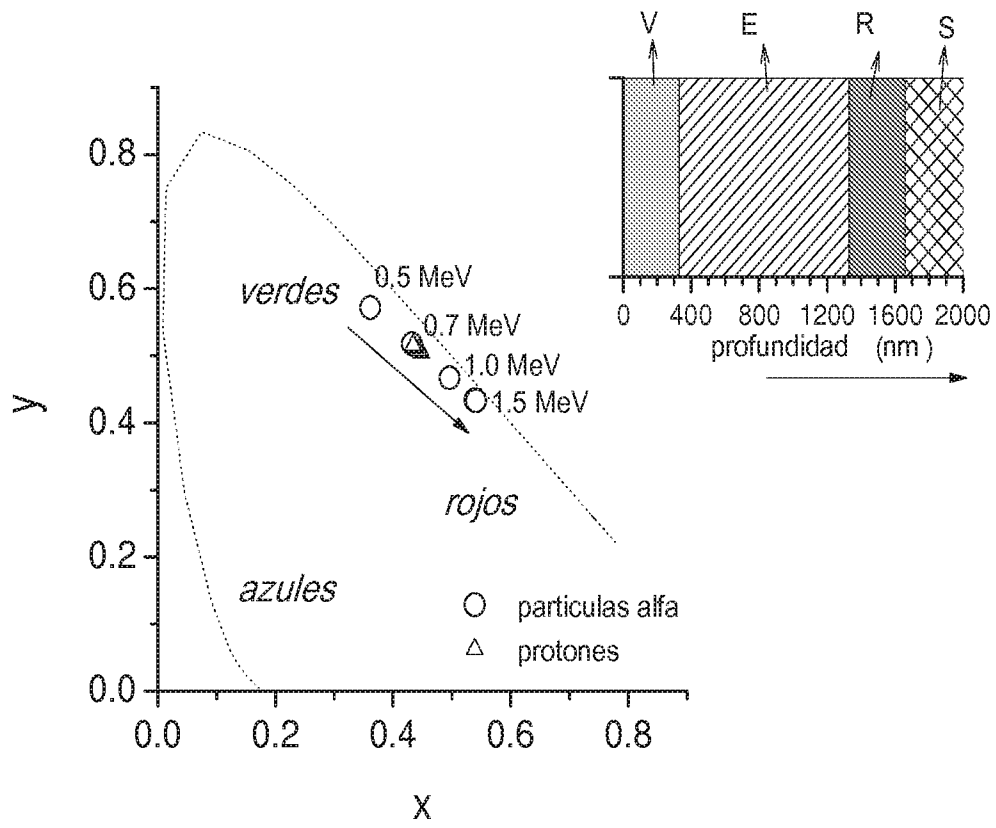 V E R S
0 400 800 1200 1600 2000
profundidad (nm)
0.8
0.6
0.4
0.2
0.0
y
verdes
0.5 MeV
0.7 MeV
1.0 MeV
1.5 MeV
rojos
azules
particulas alfa
protones
0.0 0.2 0.4 0.6 0.8
x